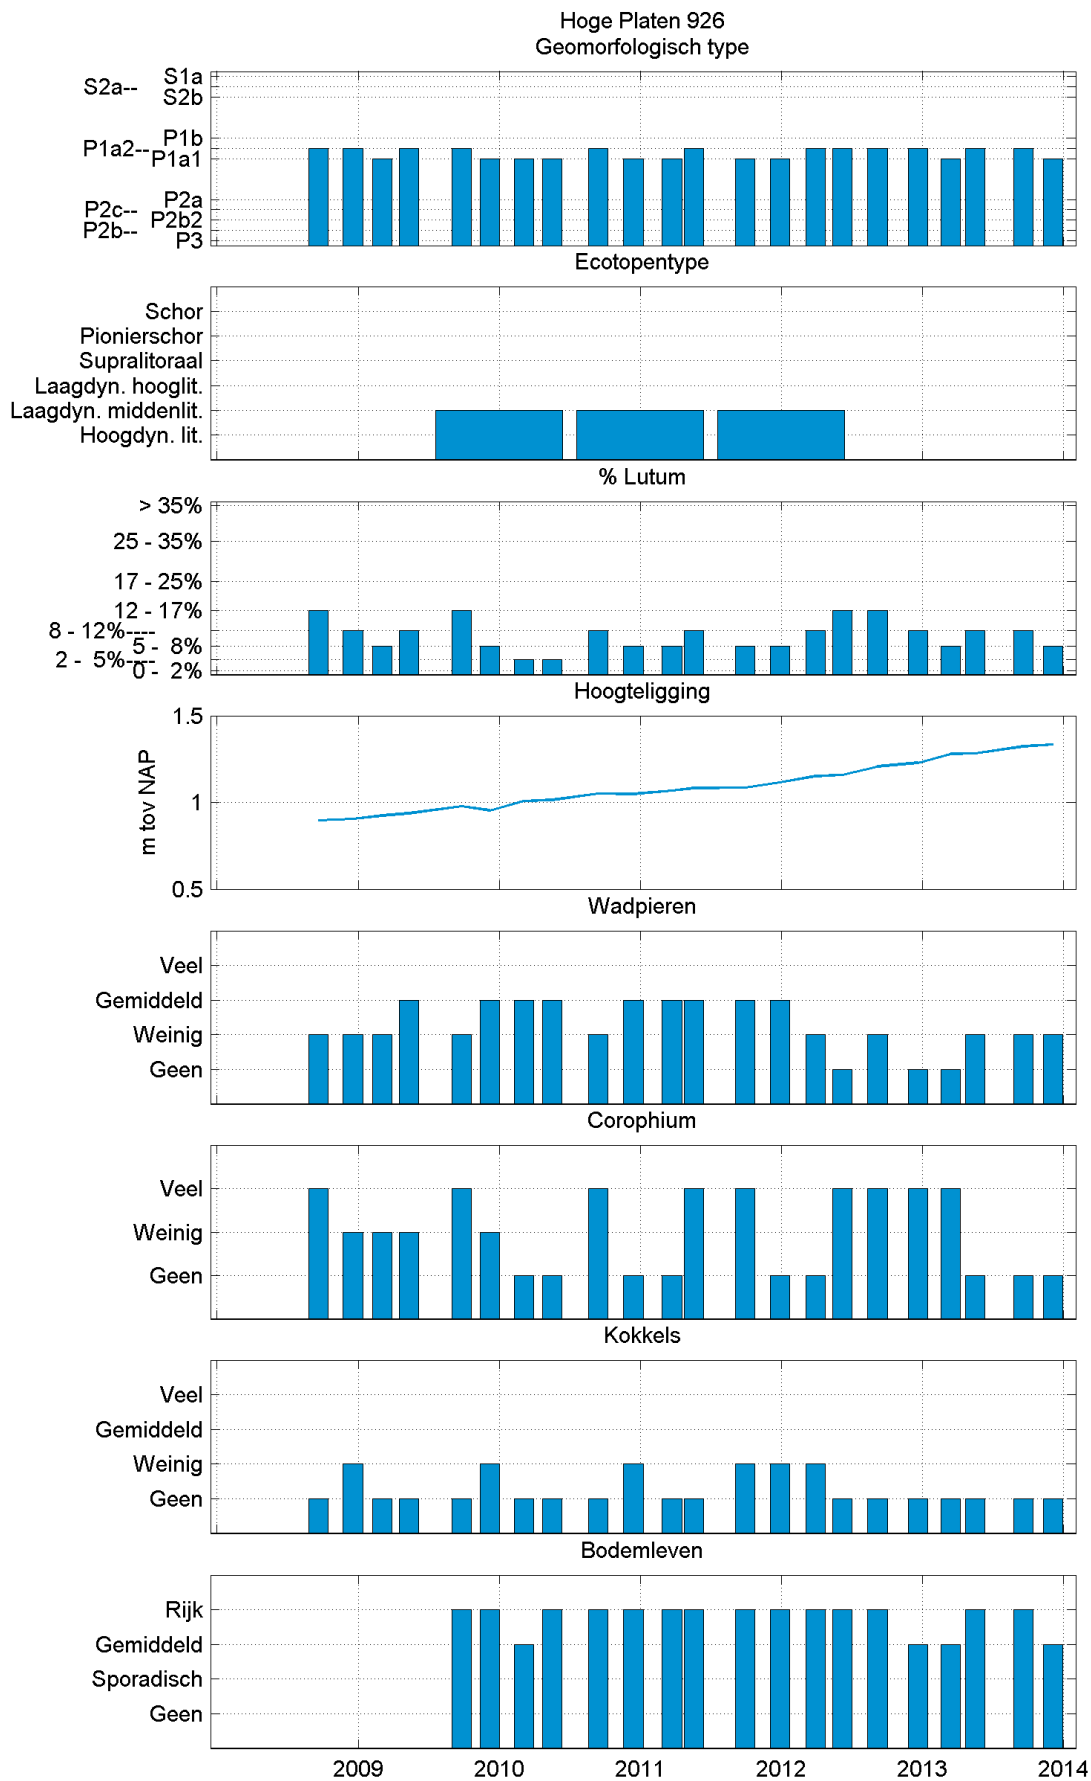 Hoge Platen 926
Geomorfologisch type
S1a
S2a--
S2b
P1b
P1a2--
P1a1
P2a
P2c--
P2b2
P2b--
P3
Ecotopentype
Schor
Pionierschor
Supralitoraal
Laagdyn. hooglit.
Laagdyn. middenlit.
Hoogdyn. lit.
% Lutum
> 35%
25 - 35%
17 - 25%
12 - 17%
8 - 12%----
5 - 8%
2 - 5%----
0 - 2%
Hoogteligging
1.5
1
0.5
m tov NAP
Wadpieren
Veel
Gemiddeld
Weinig
Geen
Corophium
Veel
Weinig
Geen
Kokkels
Veel
Gemiddeld
Weinig
Geen
Bodemleven
Rijk
Gemiddeld
Sporadisch
Geen
2009 2010 2011 2012 2013 2014